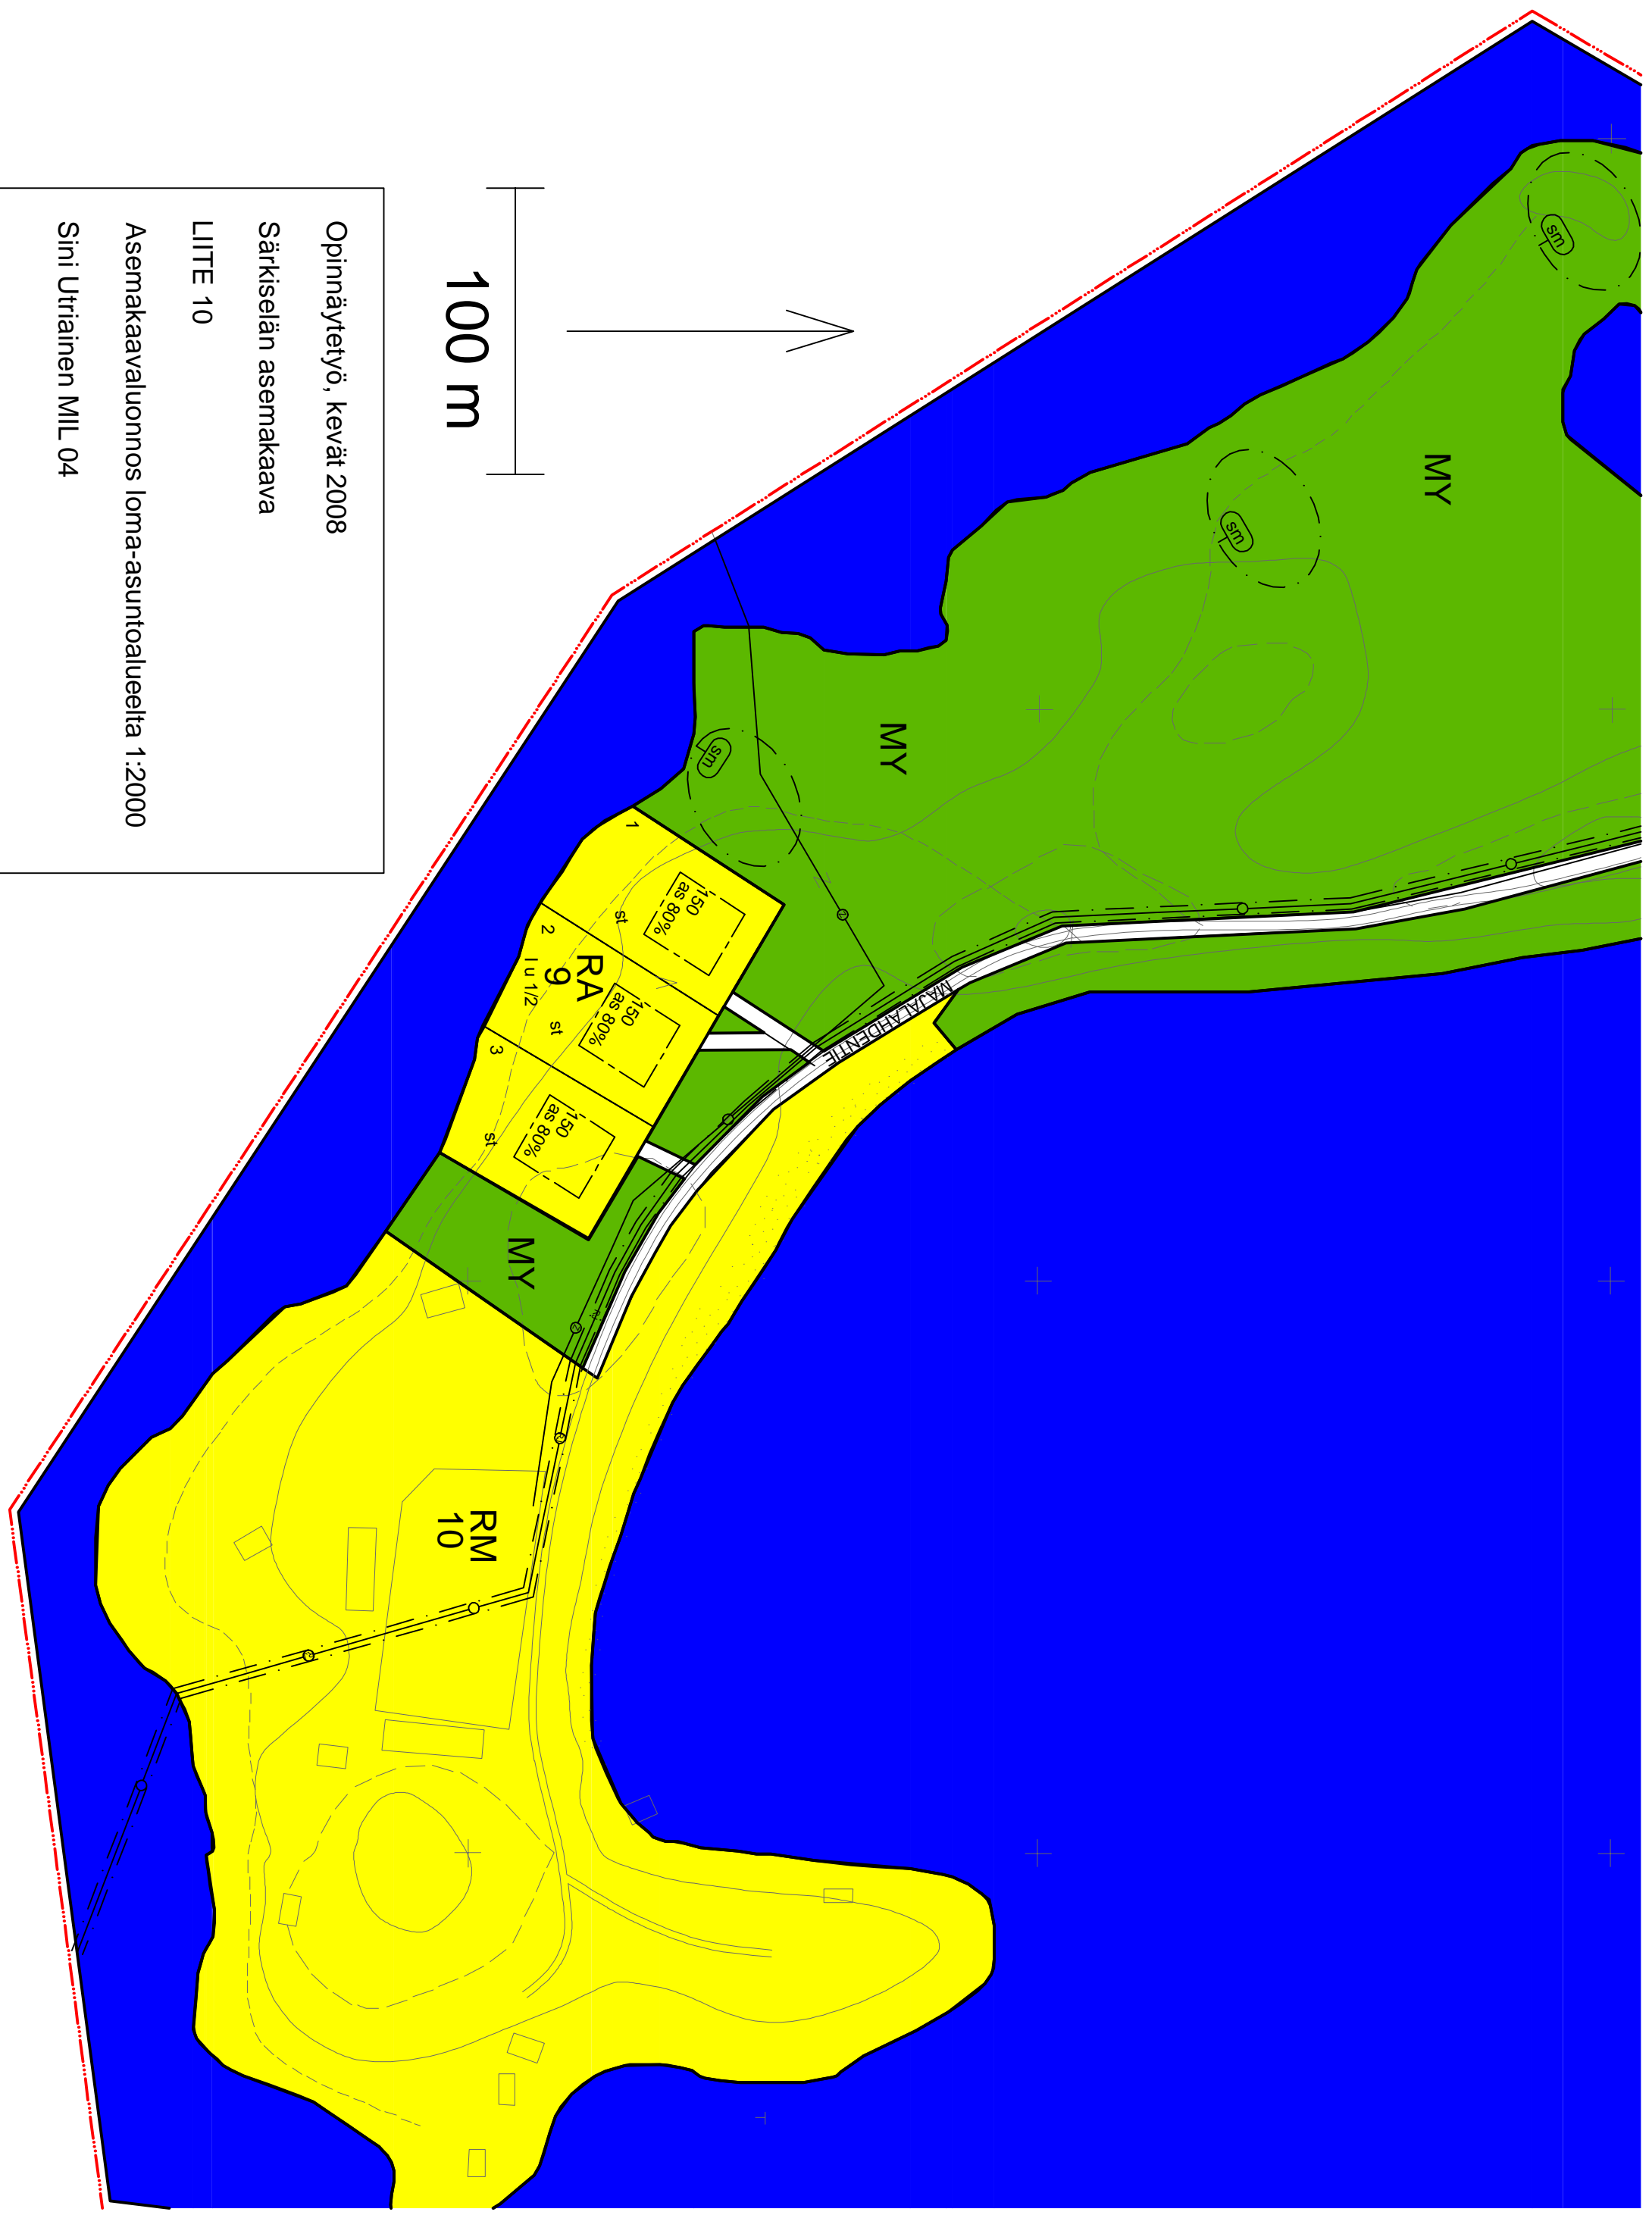 Opinnäytetyö, kevät 2008
Särkiselän asemakaava
LIITE 10
Asemakaavaluonnos loma-asuntoalueelta 1:2000
Sini Utriainen MIL 04
100 m
MY
sm
sm
MY
sm
MAJALAHDENTIE
1
150
as 80%
st
2
RA
9
I u 1/2
150
as 80%
st
3
150
as 80%
st
MY
RM
10